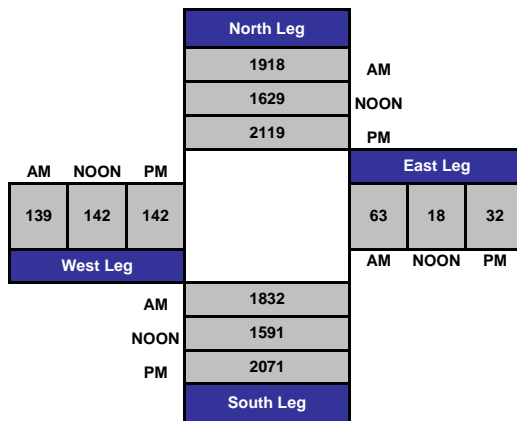 North Leg
1918 AM
1629 NOON
2119 PM
AM NOON PM East Leg
139 142 142 63 18 32
West Leg AM NOON PM
AM 1832
NOON 1591
PM 2071
South Leg